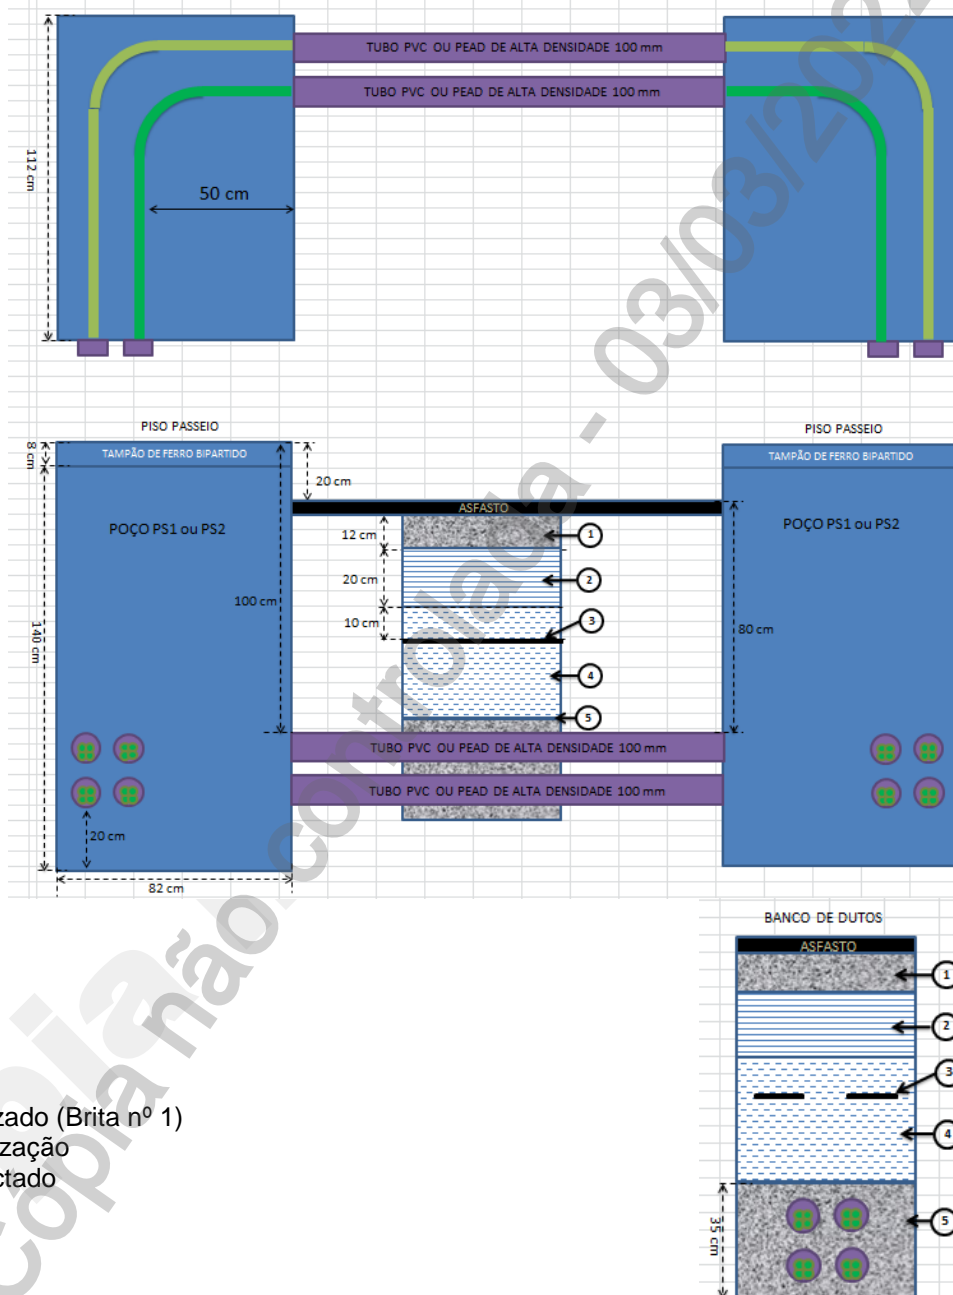 TUBO PVC OU PEAD DE ALTA DENSIDADE 100 mm
TUBO PVC OU PEAD DE ALTA DENSIDADE 100 mm
112 cm
50 cm
PISO PASSEIO
PISO PASSEIO
8 cm
TAMPÃO DE FERRO BIPARTIDO
TAMPÃO DE FERRO BIPARTIDO
20 cm
ASFASTO
POÇO PS1 ou PS2
POÇO PS1 ou PS2
12 cm
1
20 cm
2
100 cm
10 cm
3
80 cm
140 cm
4
5
TUBO PVC OU PEAD DE ALTA DENSIDADE 100 mm
TUBO PVC OU PEAD DE ALTA DENSIDADE 100 mm
20 cm
82 cm
BANCO DE DUTOS
ASFASTO
1
2
3
4
5
35 cm
zado (Brita nº 1)
zação
ctado
Cópia não controlada - 03/03/202